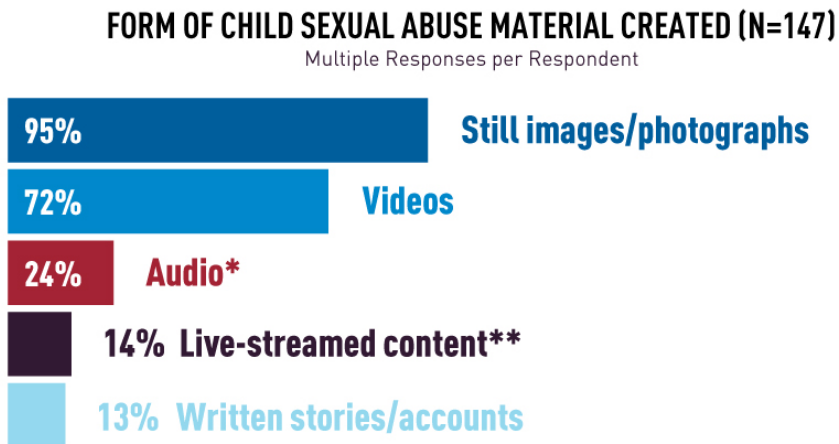 FORM OF CHILD SEXUAL ABUSE MATERIAL CREATED (N=147)
Multiple Responses per Respondent
95% Still images/photographs
72% Videos
24% Audio*
14% Live-streamed content**
13% Written stories/accounts